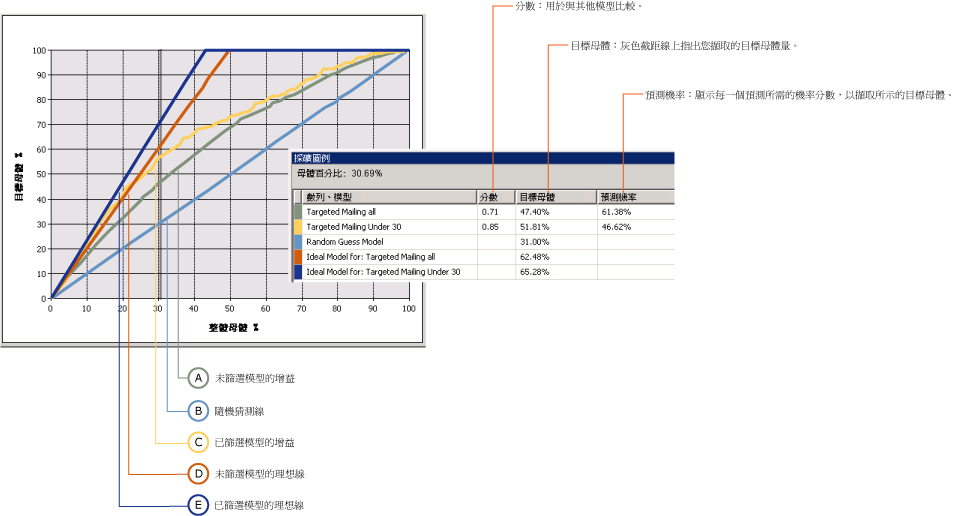 分數：用於與其他模型比較。
目標母體：灰色截距線上指出您擷取的目標母體量。
預測機率：顯示每一個預測所需的機率分數，以擷取所示的目標母體。
100
90
80
70
60
50
40
30
20
10
0
目標母體 %
0 10 20 30 40 50 60 70 80 90 100
整體母體 %
採礦圖例
母體百分比: 30.69%
數列、模型 分數 目標母體 預測機率
Targeted Mailing all 0.71 47.40% 61.38%
Targeted Mailing Under 30 0.85 51.81% 46.62%
Random Guess Model 31.00%
Ideal Model for: Targeted Mailing all 62.48%
Ideal Model for: Targeted Mailing Under 30 65.28%
A 未篩選模型的增益
B 隨機猜測線
C 已篩選模型的增益
D 未篩選模型的理想線
E 已篩選模型的理想線